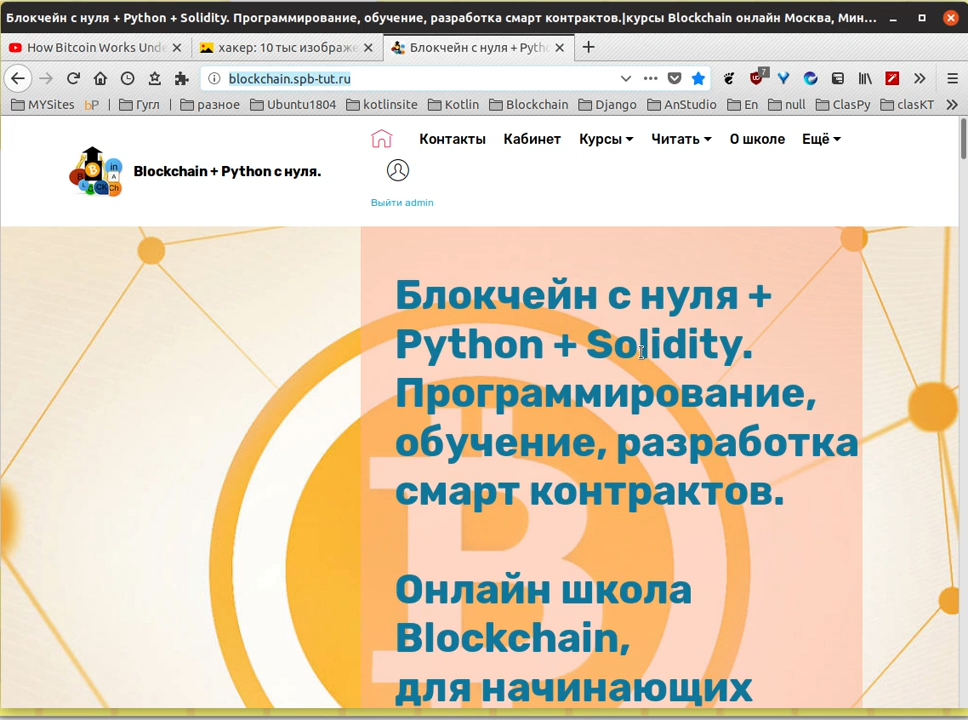 Блокчейн с нуля + Python + Solidity. Программирование, обучение, разработка смарт контрактов.|курсы Blockchain онлайн Москва, Мин...
How Bitcoin Works Unde
хакер: 10 тыс изображе
Блокчейн с нуля + Pytho
blockchain.spb-tut.ru
7
MYSites
bP
Гугл
разное
Ubuntu1804
kotlinsite
Kotlin
Blockchain
Django
AnStudio
En
null
ClasPy
clasKT
Контакты
Кабинет
Курсы
Читать
О школе
Ещё
Blockchain + Python с нуля.
Выйти admin
Блокчейн с нуля +
Python + Solidity.
Программирование,
обучение, разработка
смарт контрактов.
Онлайн школа
Blockchain,
для начинающих